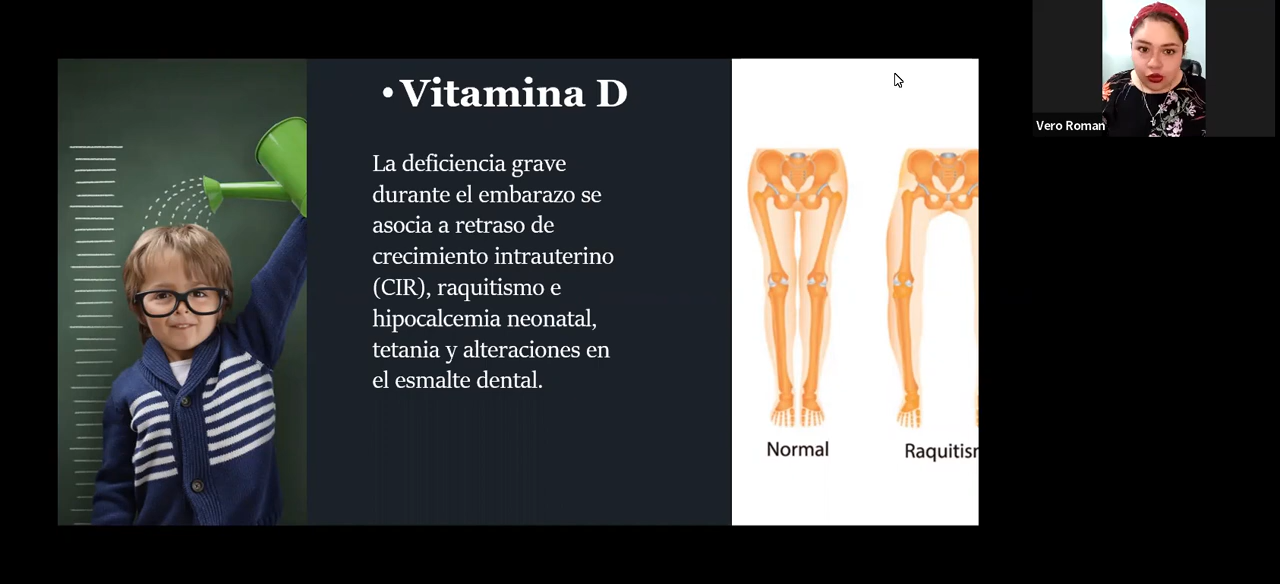 • Vitamina D
La deficiencia grave
durante el embarazo se
asocia a retraso de
crecimiento intrauterino
(CIR), raquitismo e
hipocalcemia neonatal,
tetania y alteraciones en
el esmalte dental.
Normal
Raquitisr
Vero Roman